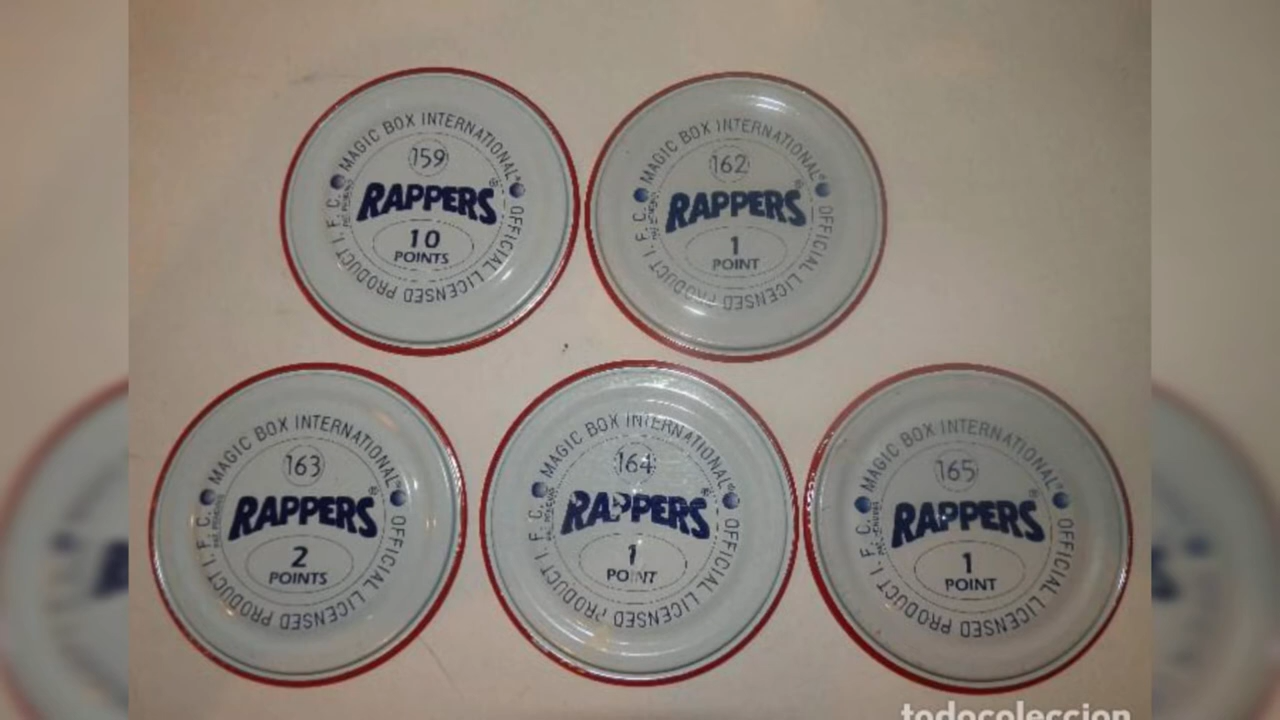 MAGIC BOX INTERNATIONAL®
OFFICIAL LICENSED PRODUCT I. F. C.
159
RAPPERS®
10
POINTS
MAGIC BOX INTERNATIONAL®
OFFICIAL LICENSED PRODUCT I. F. C.
162
RAPPERS®
1
POINT
MAGIC BOX INTERNATIONAL®
OFFICIAL LICENSED PRODUCT I. F. C.
163
RAPPERS®
2
POINTS
MAGIC BOX INTERNATIONAL®
OFFICIAL LICENSED PRODUCT I. F. C.
164
RAPPERS®
1
POINT
MAGIC BOX INTERNATIONAL®
OFFICIAL LICENSED PRODUCT I. F. C.
165
RAPPERS®
1
POINT
todocoleccion